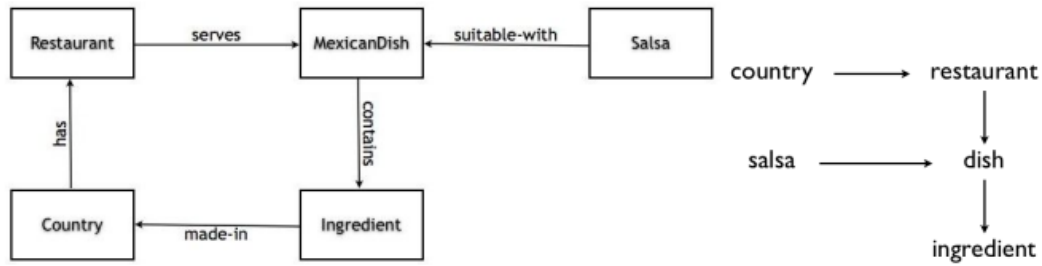 Restaurant
serves
MexicanDish
suitable-with
Salsa
has
contains
Country
made-in
Ingredient
country
restaurant
salsa
dish
ingredient